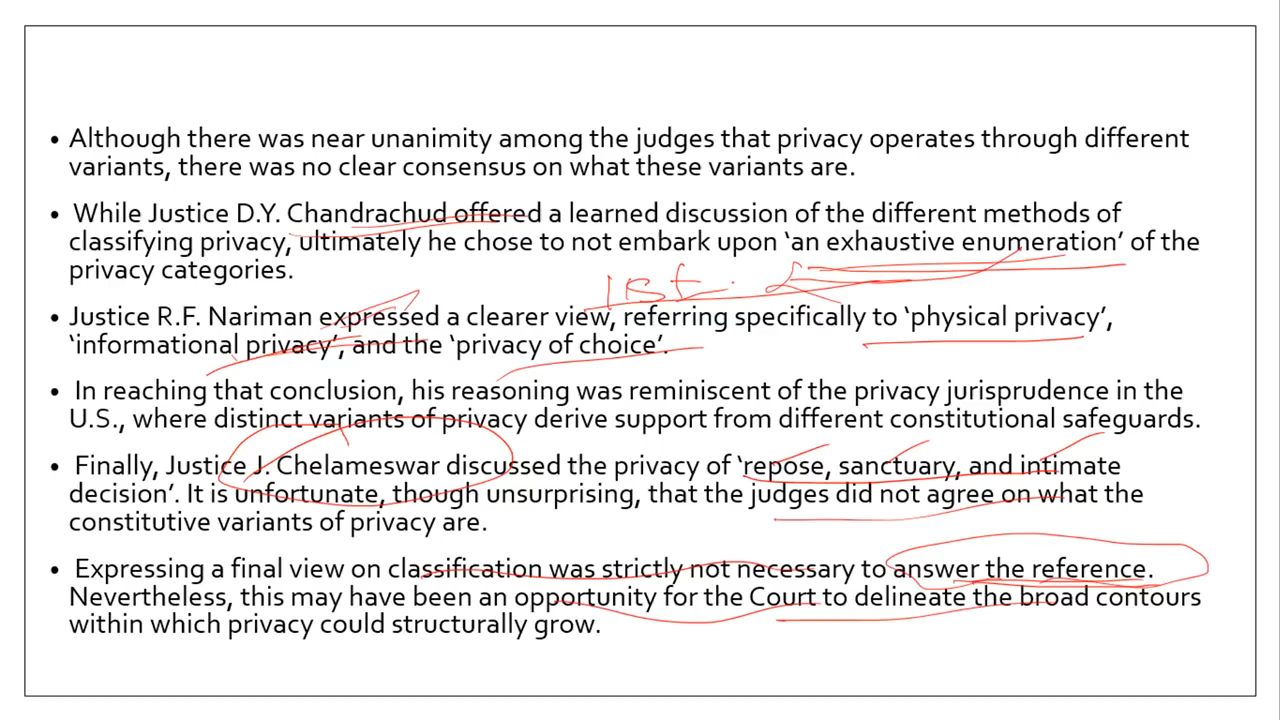 • Although there was near unanimity among the judges that privacy operates through different
variants, there was no clear consensus on what these variants are.
• While Justice D.Y. Chandrachud offered a learned discussion of the different methods of
classifying privacy, ultimately he chose to not embark upon ‘an exhaustive enumeration’ of the
privacy categories.
• Justice R.F. Nariman expressed a clearer view, referring specifically to ‘physical privacy’,
‘informational privacy’, and the ‘privacy of choice’.
• In reaching that conclusion, his reasoning was reminiscent of the privacy jurisprudence in the
U.S., where distinct variants of privacy derive support from different constitutional safeguards.
• Finally, Justice J. Chelameswar discussed the privacy of ‘repose, sanctuary, and intimate
decision’. It is unfortunate, though unsurprising, that the judges did not agree on what the
constitutive variants of privacy are.
• Expressing a final view on classification was strictly not necessary to answer the reference.
Nevertheless, this may have been an opportunity for the Court to delineate the broad contours
within which privacy could structurally grow.